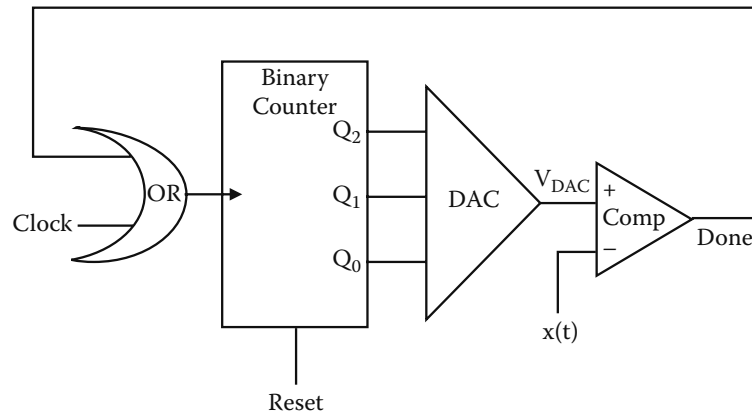 Binary
Counter
Q2
OR
Q1
DAC
VDAC
+
Comp
−
Clock
Done
Q0
x(t)
Reset